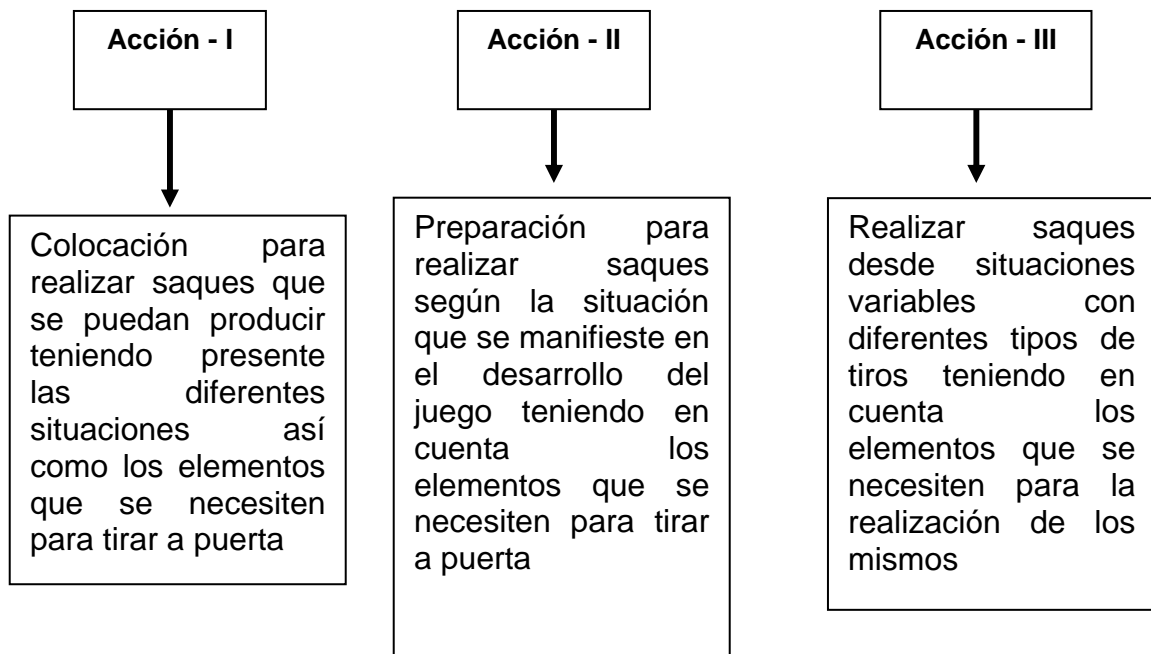 Acción - I
Colocación para
realizar saques que
se puedan producir
teniendo presente
las diferentes
situaciones así
como los elementos
que se necesiten
para tirar a puerta
Acción - II
Preparación para
realizar saques
según la situación
que se manifieste en
el desarrollo del
juego teniendo en
cuenta los
elementos que se
necesiten para tirar
a puerta
Acción - III
Realizar saques
desde situaciones
variables con
diferentes tipos de
tiros teniendo en
cuenta los
elementos que se
necesiten para la
realización de los
mismos